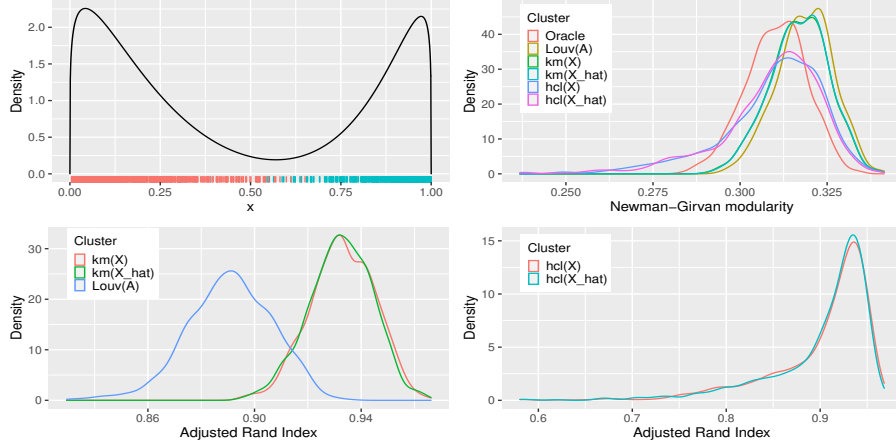 Density
2.0
1.5
1.0
0.5
0.0
0.00
0.25
0.50
0.75
1.00
x
Density
40
30
20
10
0
Cluster
Oracle
Louv(A)
km(X)
km(X_hat)
hcl(X)
hcl(X_hat)
0.250
0.275
0.300
0.325
Newman−Girvan modularity
Density
30
20
10
0
Cluster
km(X)
km(X_hat)
Louv(A)
0.86
0.90
0.94
Adjusted Rand Index
Density
15
10
5
0
Cluster
hcl(X)
hcl(X_hat)
0.6
0.7
0.8
0.9
Adjusted Rand Index